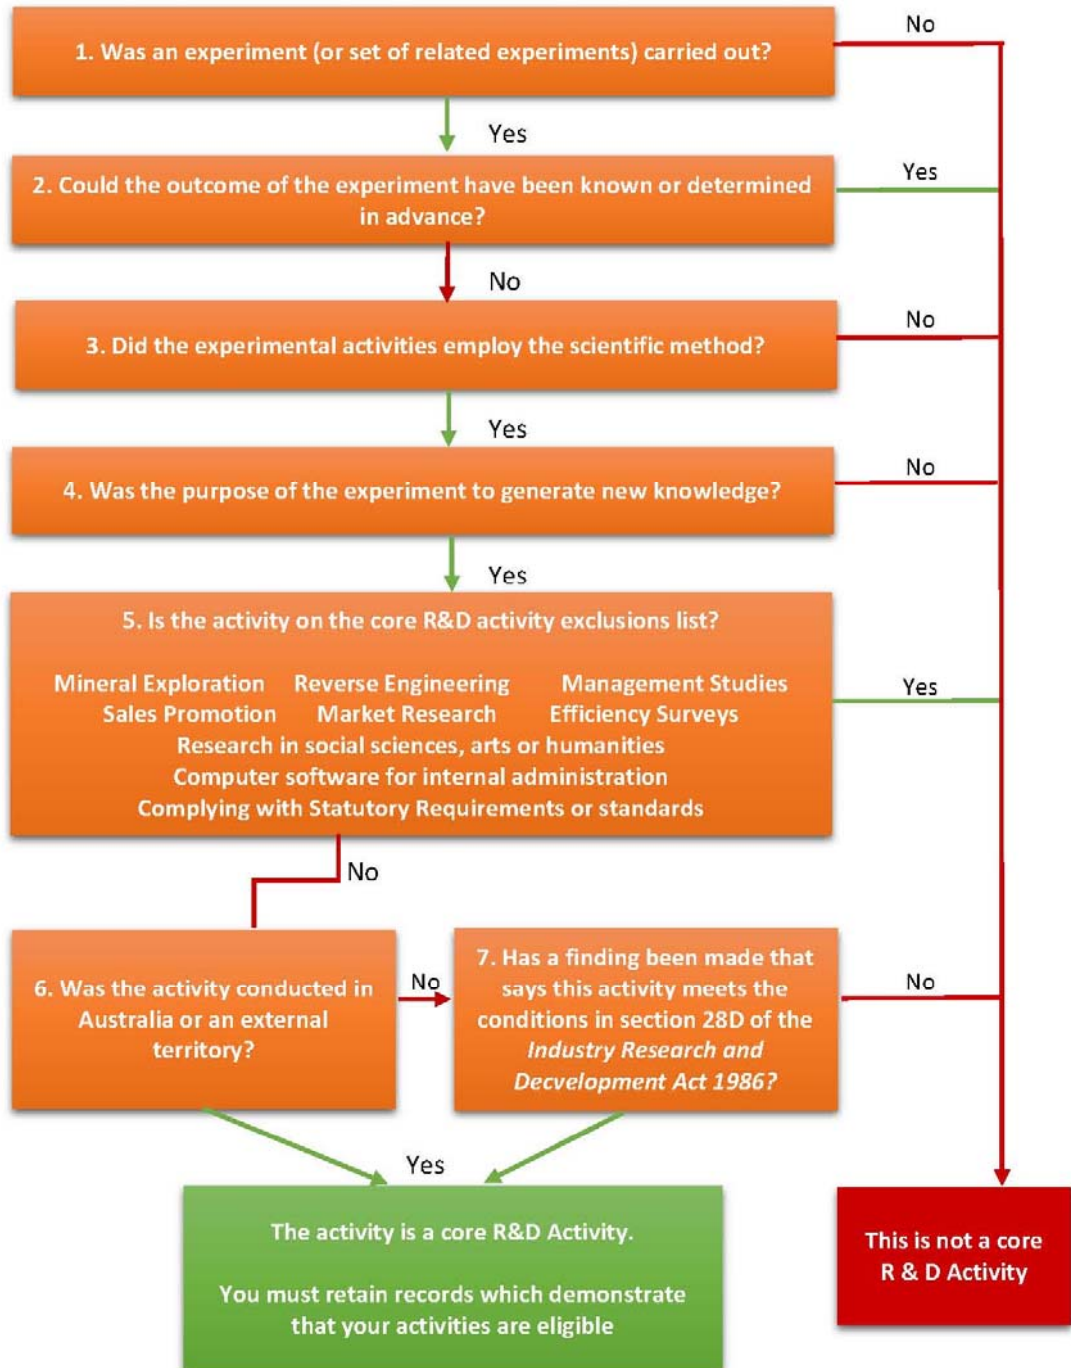 No
1. Was an experiment (or set of related experiments) carried out?
Yes
2. Could the outcome of the experiment have been known or determined
in advance?
Yes
No
3. Did the experimental activities employ the scientific method?
No
Yes
4. Was the purpose of the experiment to generate new knowledge?
No
Yes
5. Is the activity on the core R&D activity exclusions list?
Mineral Exploration Reverse Engineering Management Studies
Sales Promotion Market Research Efficiency Surveys
Research in social sciences, arts or humanities
Computer software for internal administration
Complying with Statutory Requirements or standards
Yes
No
6. Was the activity conducted in
Australia or an external
territory?
No
7. Has a finding been made that
says this activity meets the
conditions in section 28D of the
Industry Research and
Decvelopment Act 1986?
No
Yes
The activity is a core R&D Activity.
You must retain records which demonstrate
that your activities are eligible
This is not a core
R & D Activity